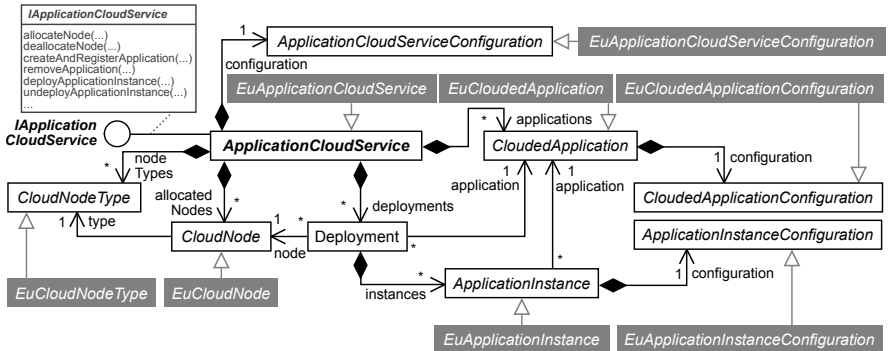 IApplicationCloudService
allocateNode(...)
deallocateNode(...)
createAndRegisterApplication(...)
removeApplication(...)
deployApplicationInstance(...)
undeployApplicationInstance(...)
...
1
ApplicationCloudServiceConfiguration
EuApplicationCloudServiceConfiguration
configuration
EuApplicationCloudService
EuCloudedApplication
EuCloudedApplicationConfiguration
IApplication
CloudService
ApplicationCloudService
*
applications
CloudedApplication
*
node
Types
1
configuration
CloudNodeType
allocated
Nodes
*
*
deployments
1
application
1
application
CloudedApplicationConfiguration
1
type
CloudNode
1
node
*
Deployment
*
ApplicationInstanceConfiguration
instances
*
*
ApplicationInstance
1
configuration
EuCloudNodeType
EuCloudNode
EuApplicationInstance
EuApplicationInstanceConfiguration